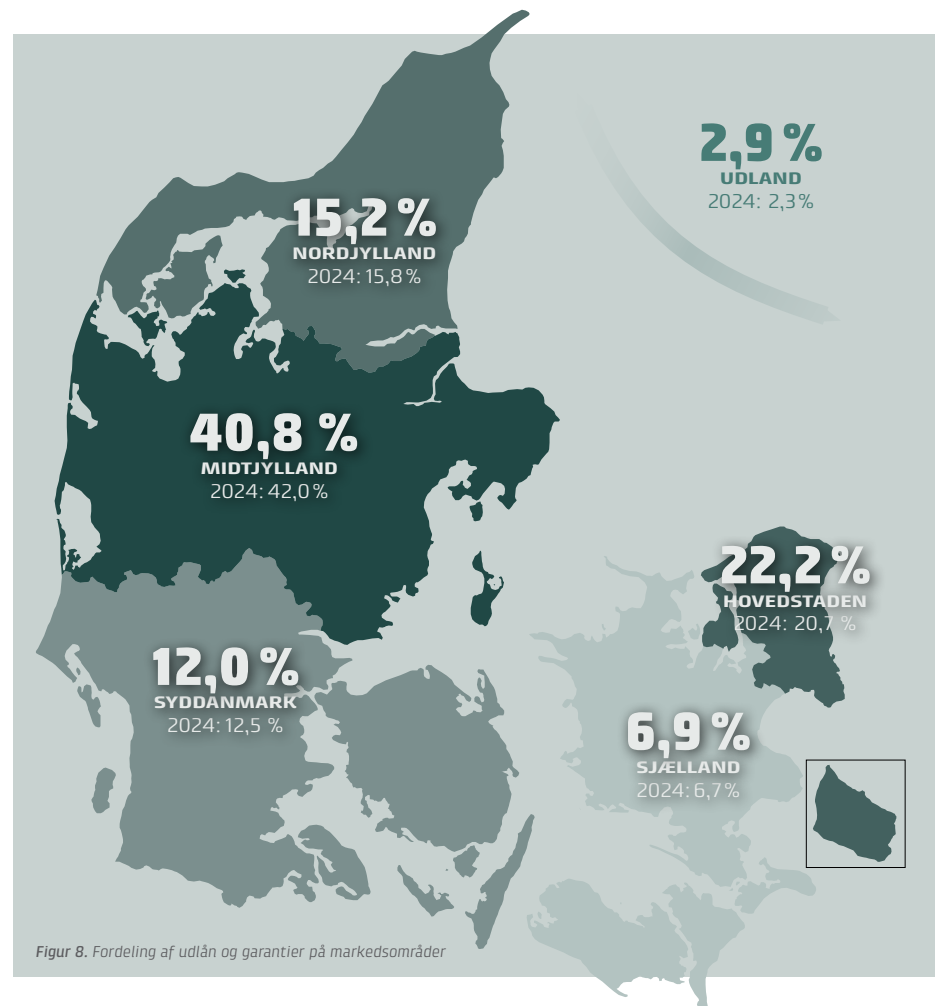 2,9 %
UDLAND
2024: 2,3 %
15,2 %
NORDJYLLAND
2024: 15,8 %
40,8 %
MIDTJYLLAND
2024: 42,0 %
22,2 %
HOVEDSTADEN
2024: 20,7 %
12,0 %
SYDDANMARK
2024: 12,5 %
6,9 %
SJÆLLAND
2024: 6,7 %
Figur 8. Fordeling af udlån og garantier på markedsområder